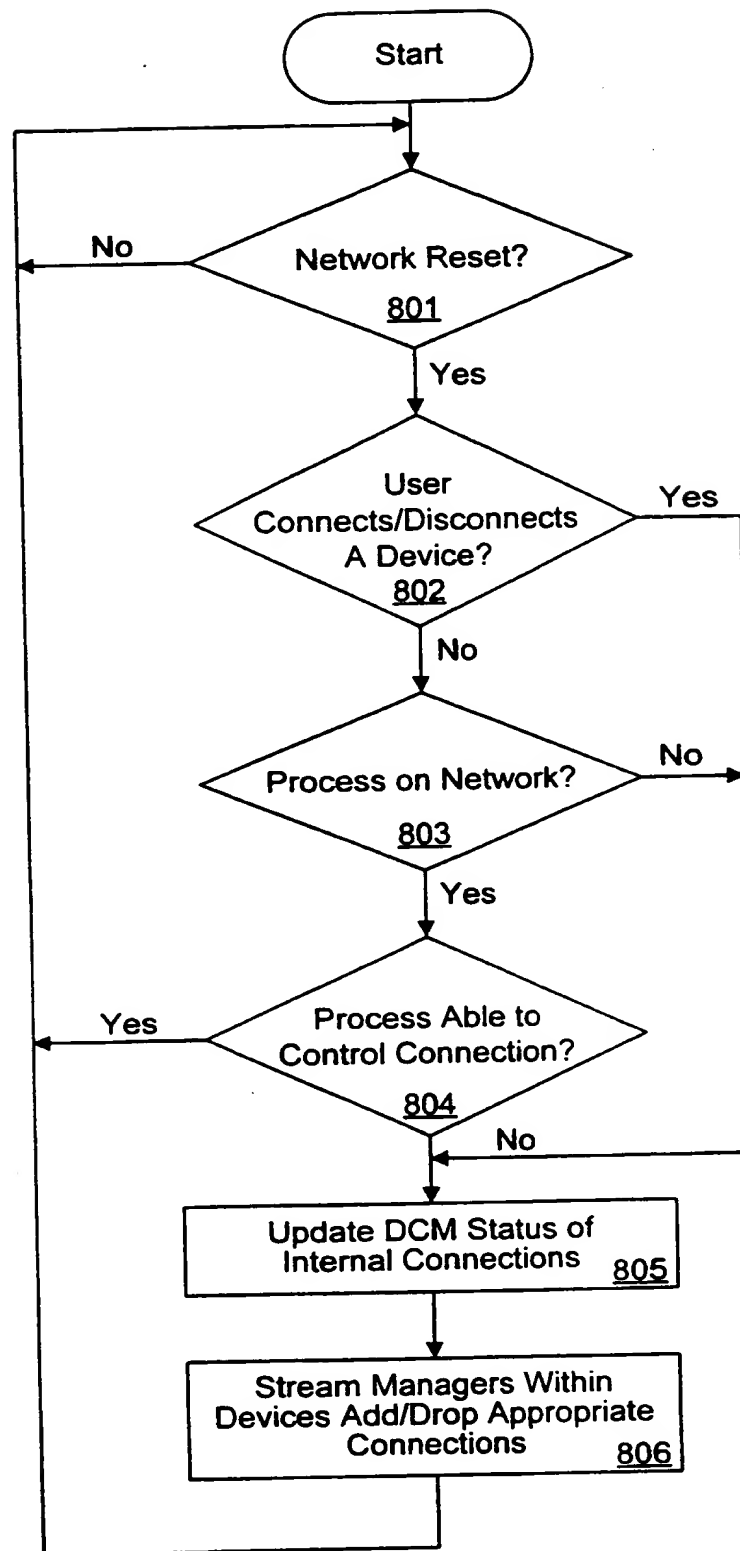 Start
No
Network Reset?
801
Yes
User
Connects/Disconnects
A Device?
802
Yes
No
Process on Network?
803
No
Yes
Yes
Process Able to
Control Connection?
804
No
Update DCM Status of
Internal Connections
805
Stream Managers Within
Devices Add/Drop Appropriate
Connections
806